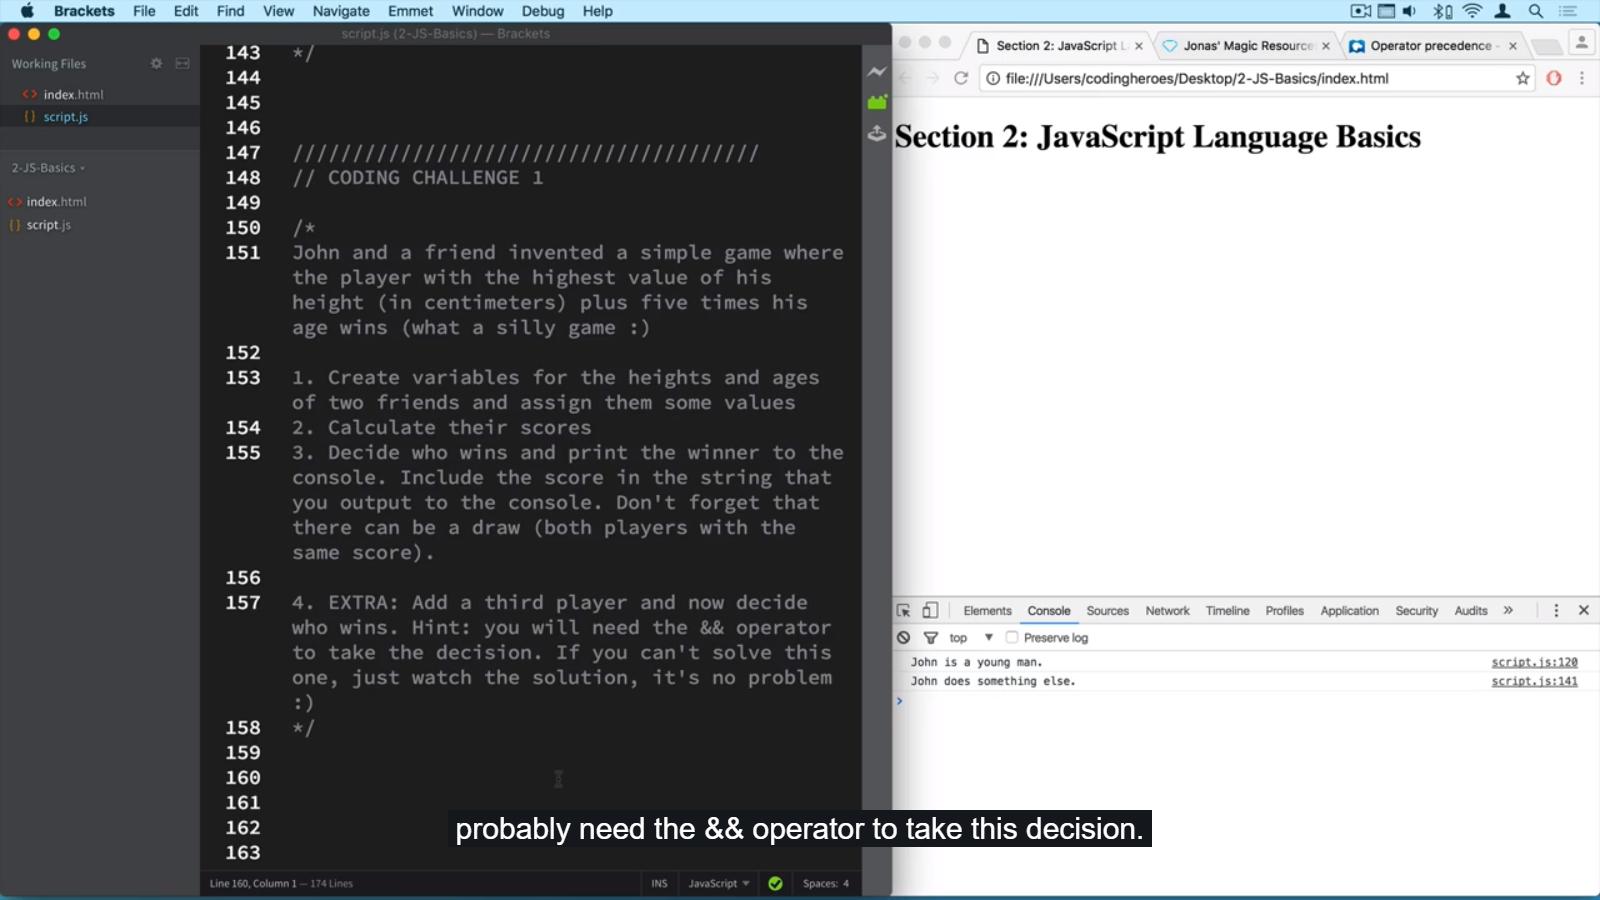 Brackets File Edit Find View Navigate Emmet Window Debug Help
script.js (2-JS-Basics) — Brackets
Working Files
<> index.html
{} script.js
2-JS-Basics
<> index.html
{} script.js
143 */
144
145
146
147 ///////////////////////////////////////
148 // CODING CHALLENGE 1
149
150 /*
151 John and a friend invented a simple game where
the player with the highest value of his
height (in centimeters) plus five times his
age wins (what a silly game :)
152
153 1. Create variables for the heights and ages
of two friends and assign them some values
154 2. Calculate their scores
155 3. Decide who wins and print the winner to the
console. Include the score in the string that
you output to the console. Don't forget that
there can be a draw (both players with the
same score).
156
157 4. EXTRA: Add a third player and now decide
who wins. Hint: you will need the && operator
to take the decision. If you can't solve this
one, just watch the solution, it's no problem
:)
158 */
159
160
161
162
163
Line 160, Column 1 — 174 Lines
INS JavaScript Spaces: 4
Section 2: JavaScript L
Jonas' Magic Resource
Operator precedence -
file:///Users/codingheroes/Desktop/2-JS-Basics/index.html
Section 2: JavaScript Language Basics
Elements Console Sources Network Timeline Profiles Application Security Audits »
top Preserve log
John is a young man. script.js:120
John does something else. script.js:141
>
probably need the && operator to take this decision.